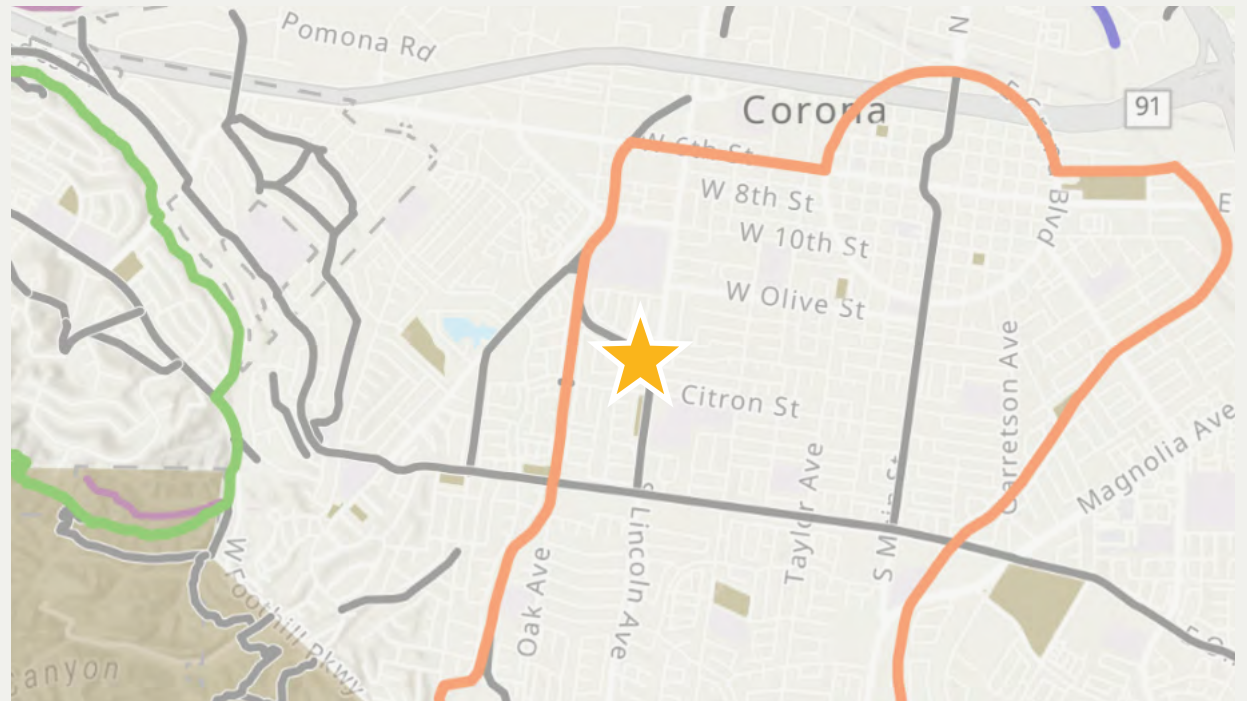 Pomona Rd
N
91
Corona
W 6th St
W 8th St
Blvd
E
W 10th St
W Olive St
Citron St
Garretson Ave
Magnolia Ave
Taylor Ave
S Main St
Lincoln Ave
Oak Ave
W Foothill Pkwy
anyon